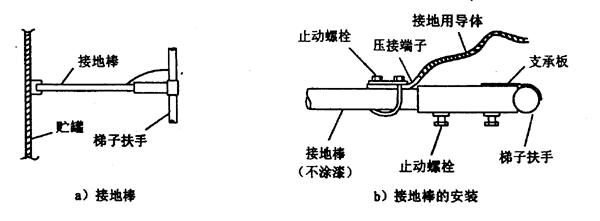 接地棒
贮罐
梯子扶手
a）接地棒
接地用导体
止动螺栓
压接端子
支承板
接地棒
（不涂漆）
止动螺栓
梯子扶手
b）接地棒的安装